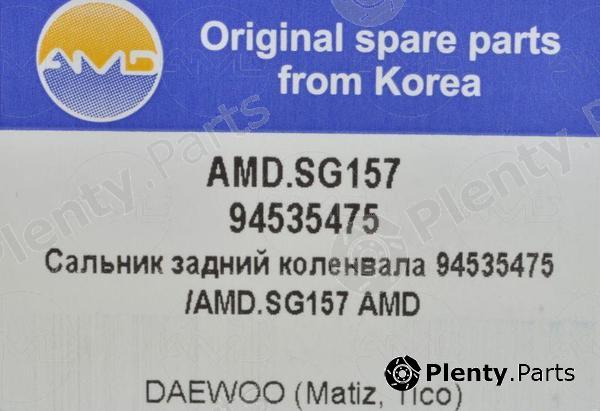 AMD
Original spare parts
from Korea
AMD.SG157
94535475
Сальник задний коленвала 94535475
/AMD.SG157 AMD
DAEWOO (Matiz, Tico)
Plenty.Parts